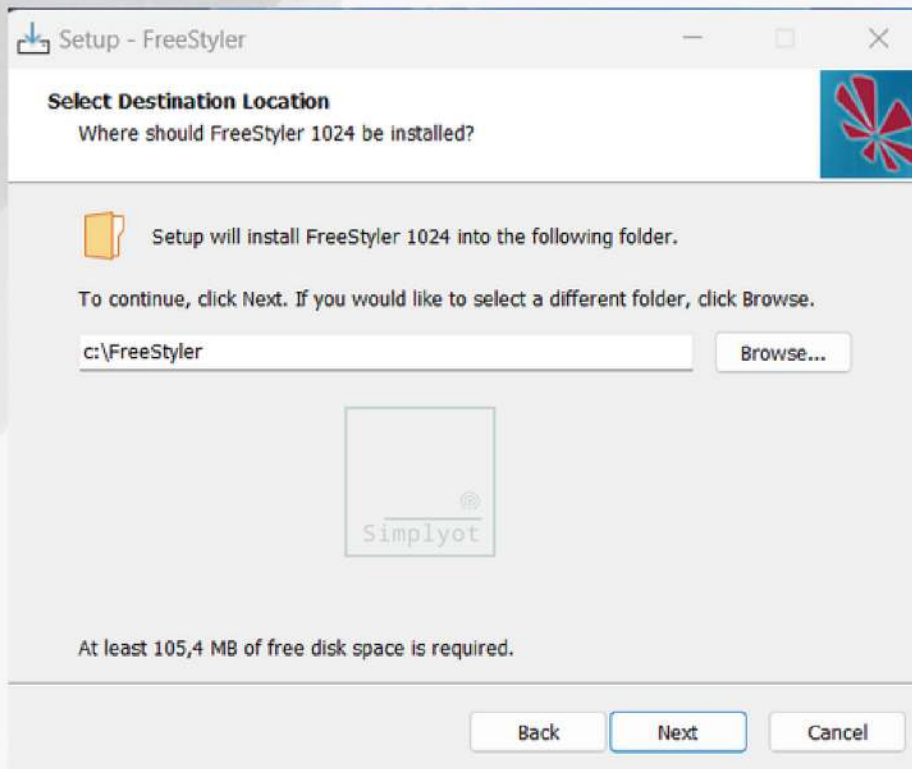 Setup - FreeStyler
Select Destination Location
Where should FreeStyler 1024 be installed?
Setup will install FreeStyler 1024 into the following folder.
To continue, click Next. If you would like to select a different folder, click Browse.
c:\FreeStyler
Browse...
Simplyot
At least 105,4 MB of free disk space is required.
Back
Next
Cancel